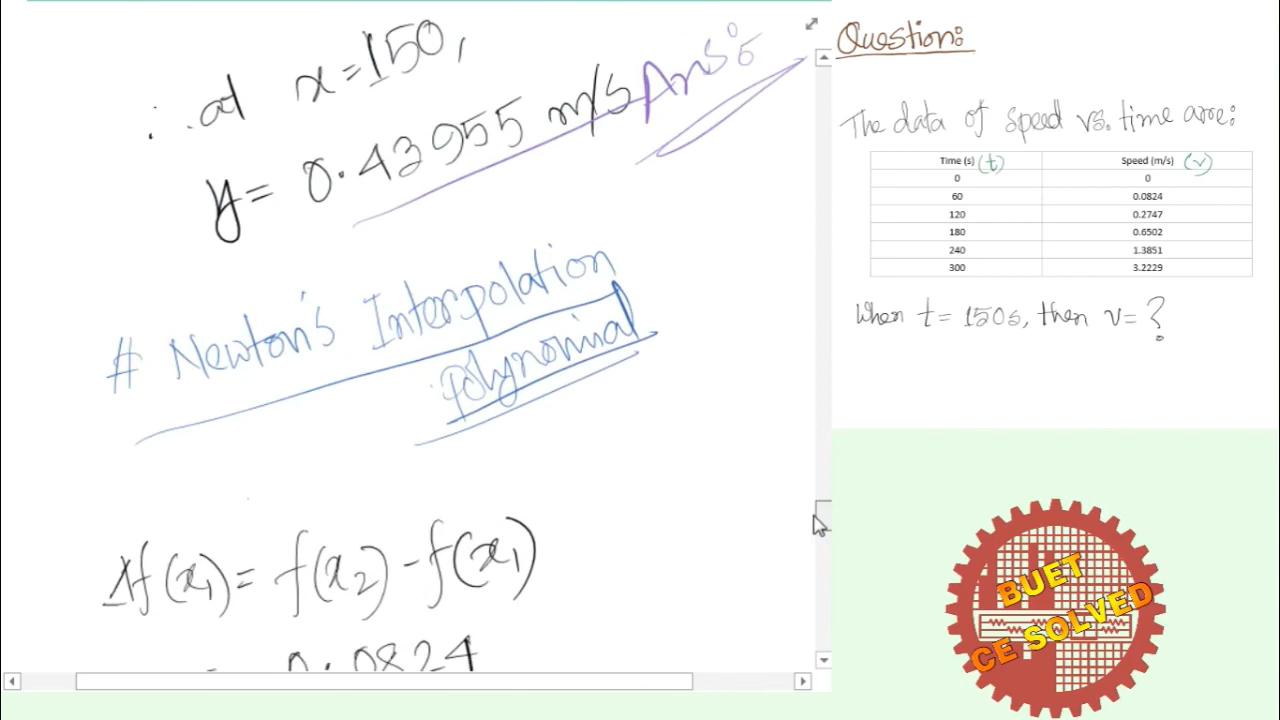 ∴ at x=150,
y= 0.43955 m/s Ans:
# Newton's Interpolation
polynomial
Δf(x₁)= f(x₂) -f(x₁)
= 0.0824
Question:
The data of speed vs. time are:
Time (s) (t) Speed (m/s) (v)
0 0
60 0.0824
120 0.2747
180 0.6502
240 1.3851
300 3.2229
When t= 150s, then v= ?
BUET
CE SOLVED